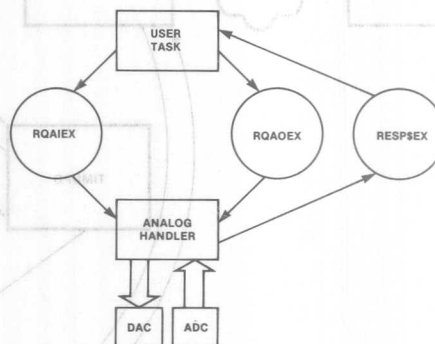 USER
TASK
RQAIEX
RQAOEX
RESP$EX
ANALOG
HANDLER
DAC
ADC